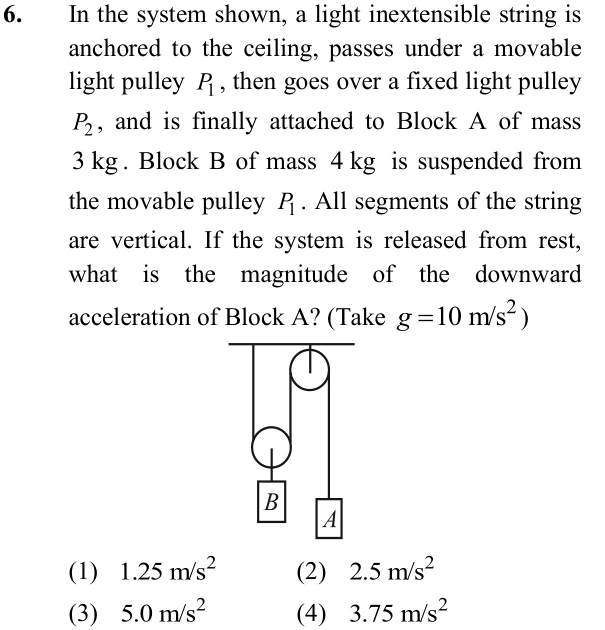 6. In the system shown, a light inextensible string is
anchored to the ceiling, passes under a movable
light pulley P₁, then goes over a fixed light pulley
P₂, and is finally attached to Block A of mass
3 kg. Block B of mass 4 kg is suspended from
the movable pulley P₁. All segments of the string
are vertical. If the system is released from rest,
what is the magnitude of the downward
acceleration of Block A? (Take g = 10 m/s²)
B
A
(1) 1.25 m/s² (2) 2.5 m/s²
(3) 5.0 m/s² (4) 3.75 m/s²